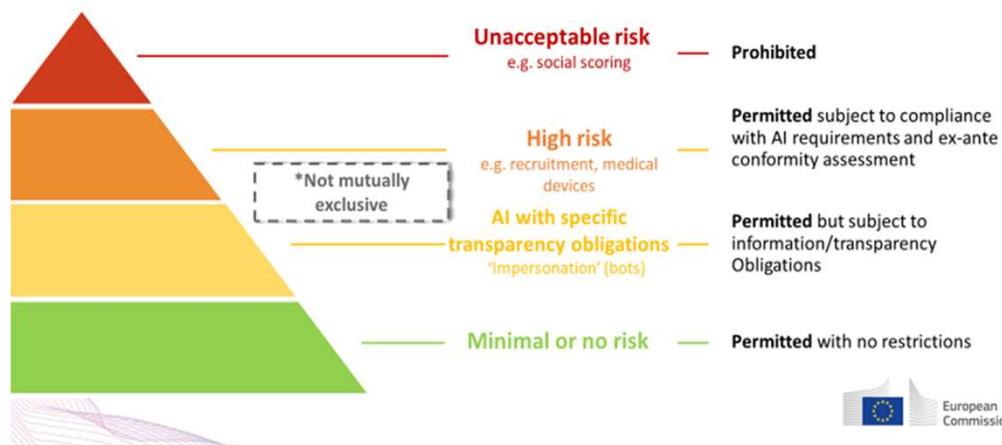 Unacceptable risk
e.g. social scoring
Prohibited
High risk
e.g. recruitment, medical
devices
Permitted subject to compliance
with AI requirements and ex-ante
conformity assessment
*Not mutually
exclusive
AI with specific
transparency obligations
'Impersonation' (bots)
Permitted but subject to
information/transparency
Obligations
Minimal or no risk
Permitted with no restrictions
European
Commissi